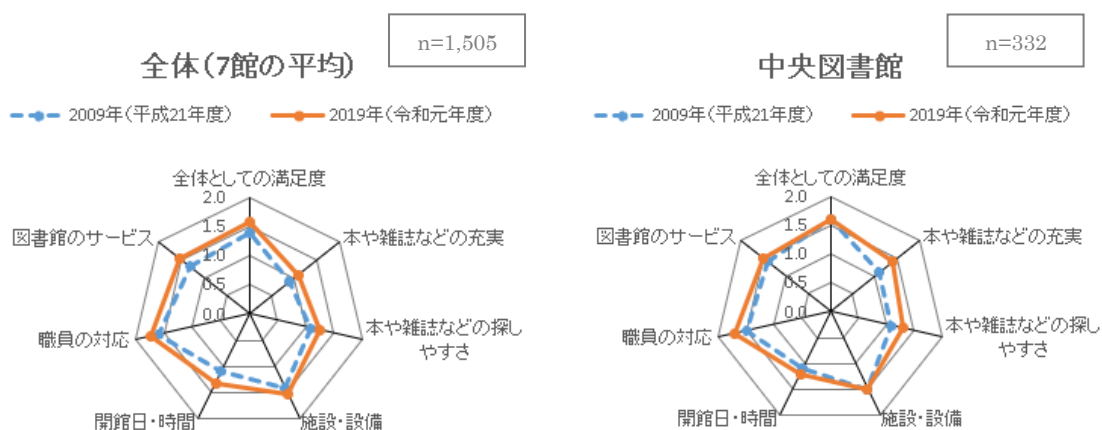 n=1,505
全体（7館の平均）
2009年（平成21年度）
2019年（令和元年度）
全体としての満足度
2.0
1.5
1.0
0.5
0.0
本や雑誌などの充実
本や雑誌などの探し
やすさ
施設・設備
開館日・時間
職員の対応
図書館のサービス
n=332
中央図書館
2009年（平成21年度）
2019年（令和元年度）
全体としての満足度
2.0
1.5
1.0
0.5
0.0
本や雑誌などの充実
本や雑誌などの探し
やすさ
施設・設備
開館日・時間
職員の対応
図書館のサービス